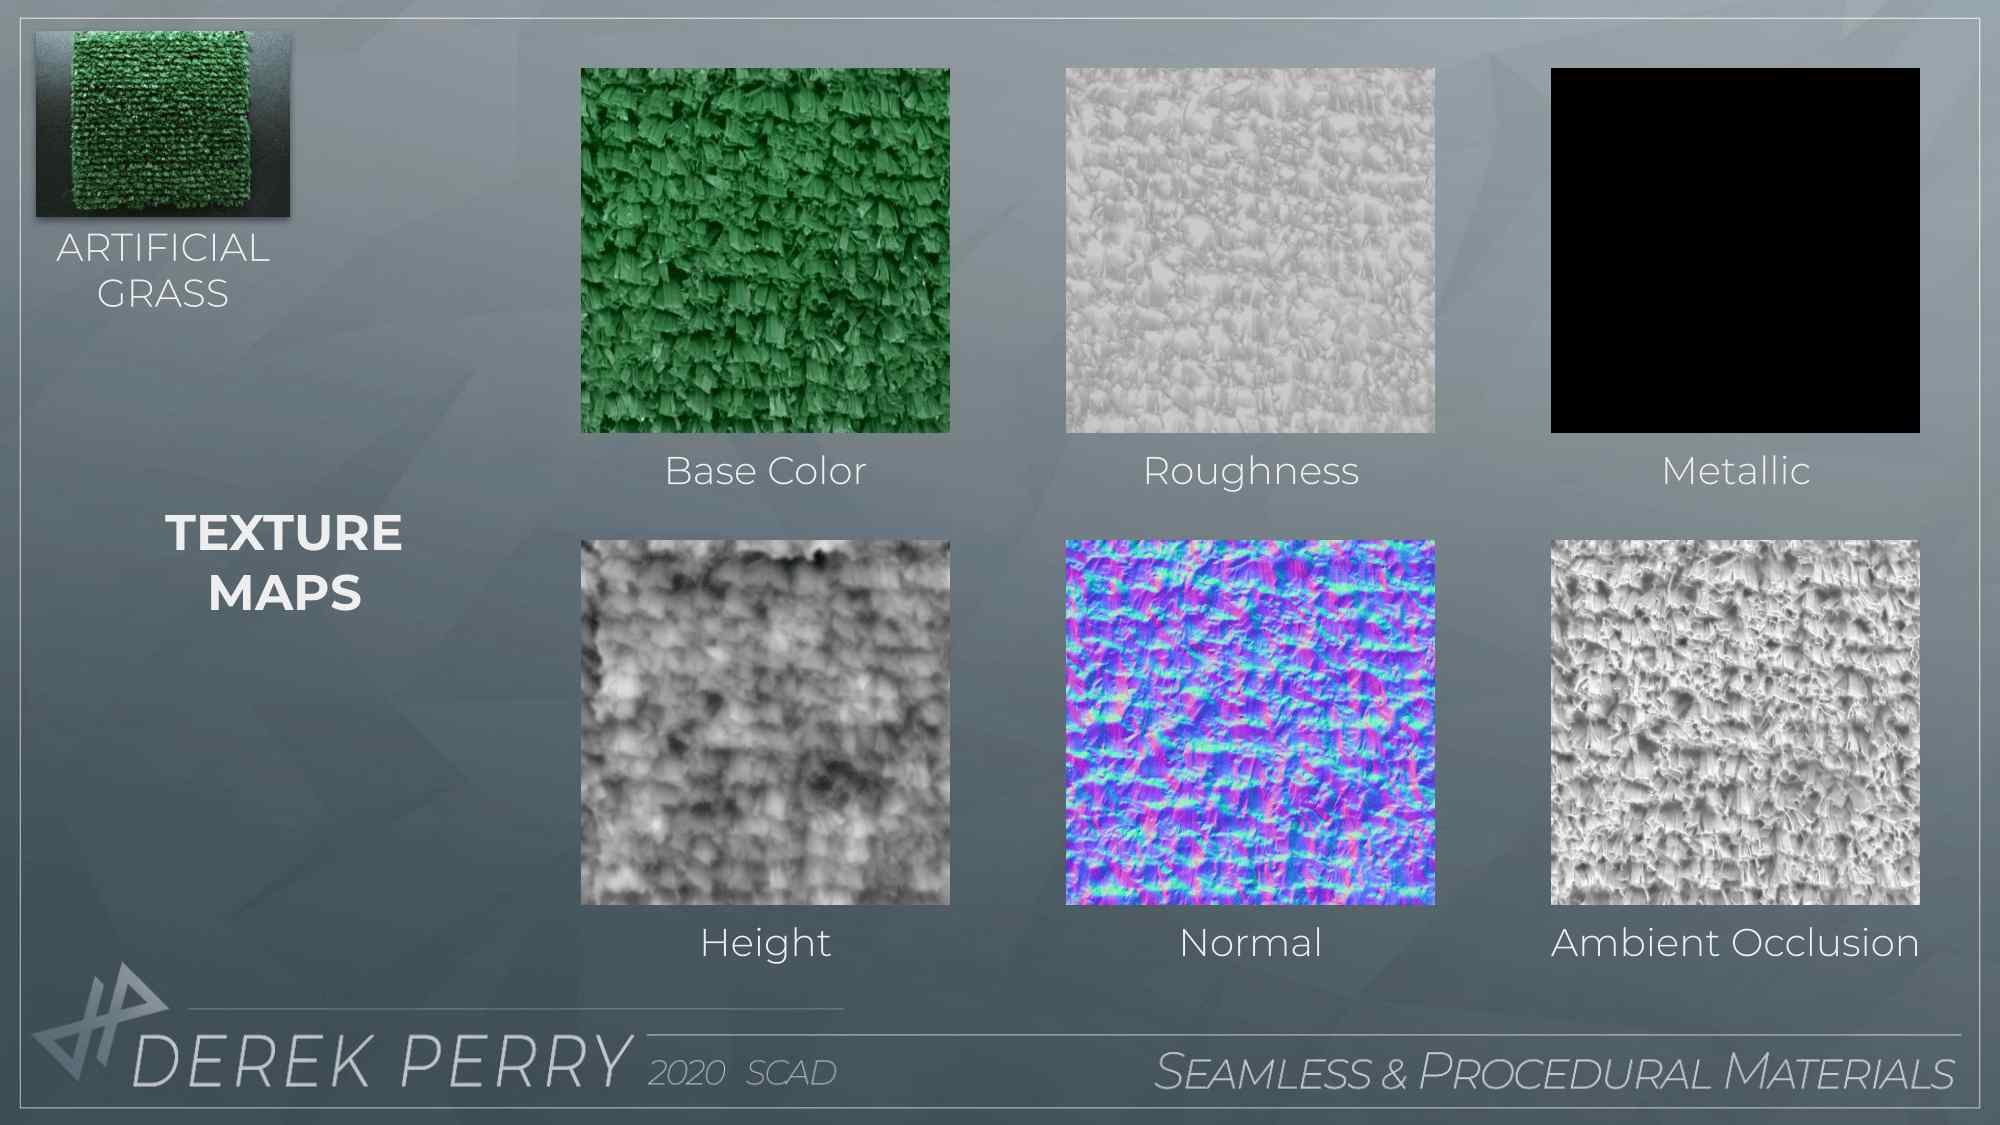 ARTIFICIAL
GRASS
TEXTURE
MAPS
Base Color
Roughness
Metallic
Height
Normal
Ambient Occlusion
DEREK PERRY 2020 SCAD
SEAMLESS & PROCEDURAL MATERIALS